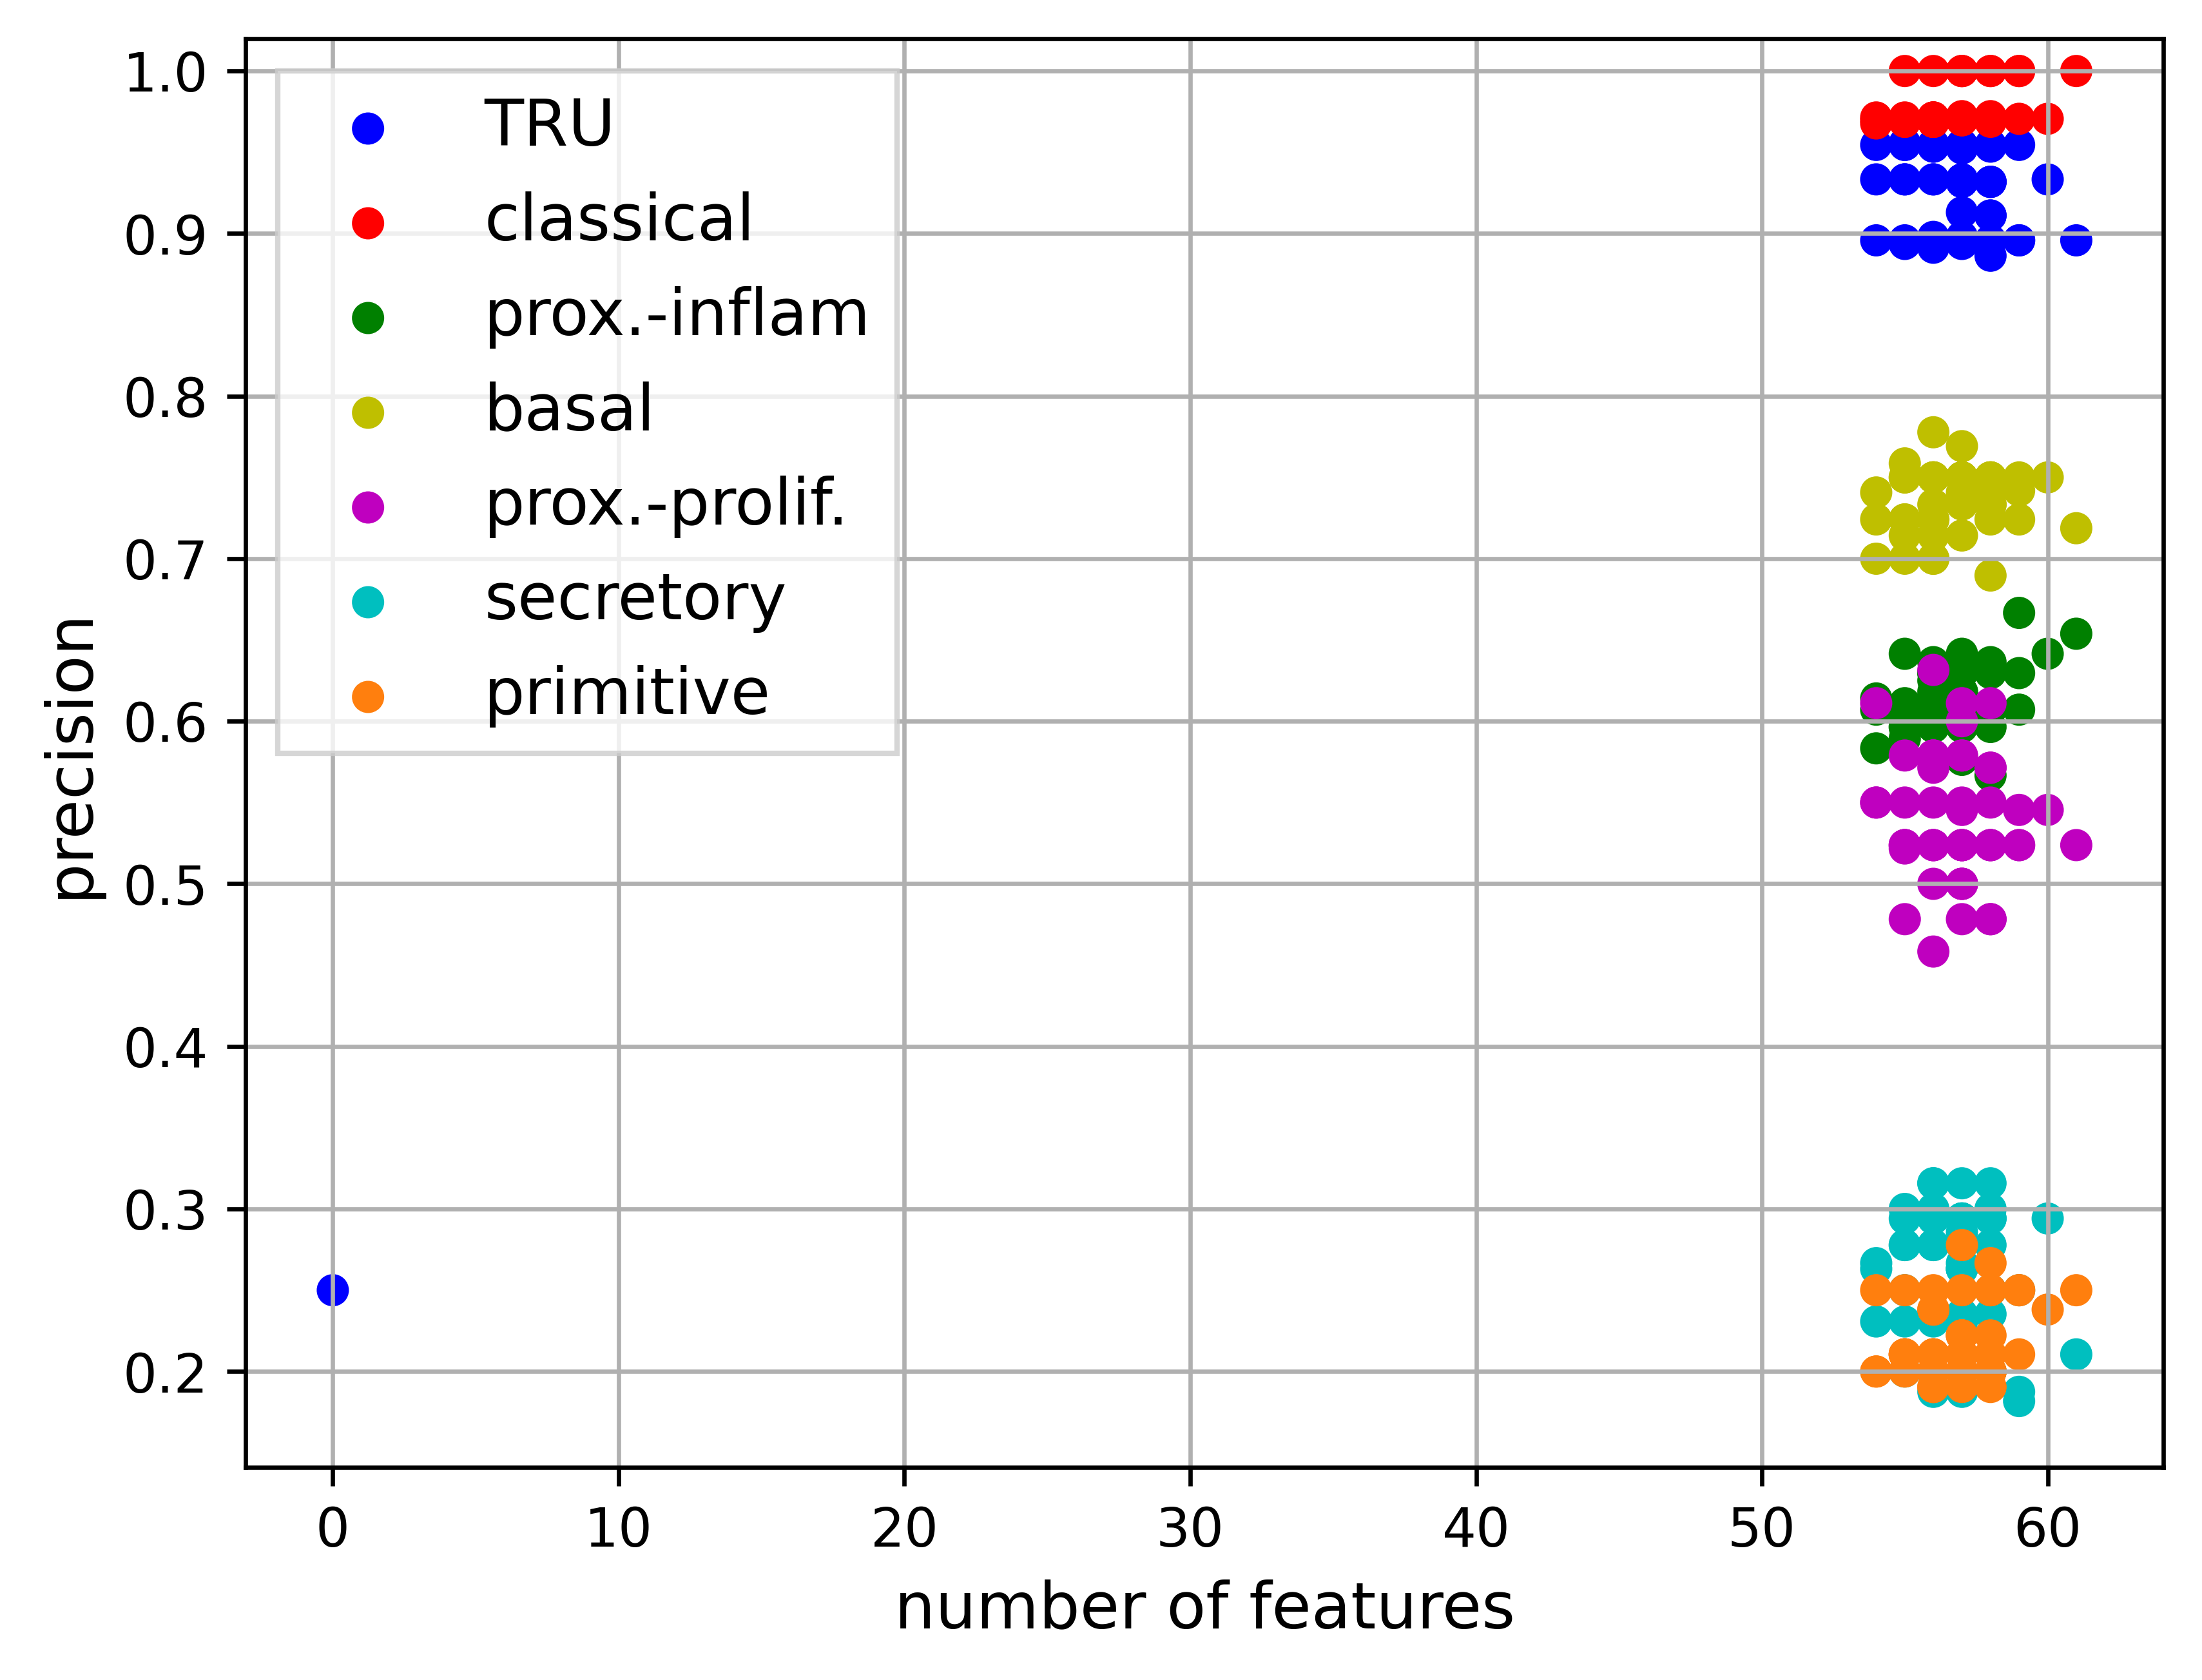 1.0
0.9
0.8
0.7
0.6
0.5
0.4
0.3
0.2
precision
TRU
classical
prox.-inflam
basal
prox.-prolif.
secretory
primitive
0 10 20 30 40 50 60
number of features